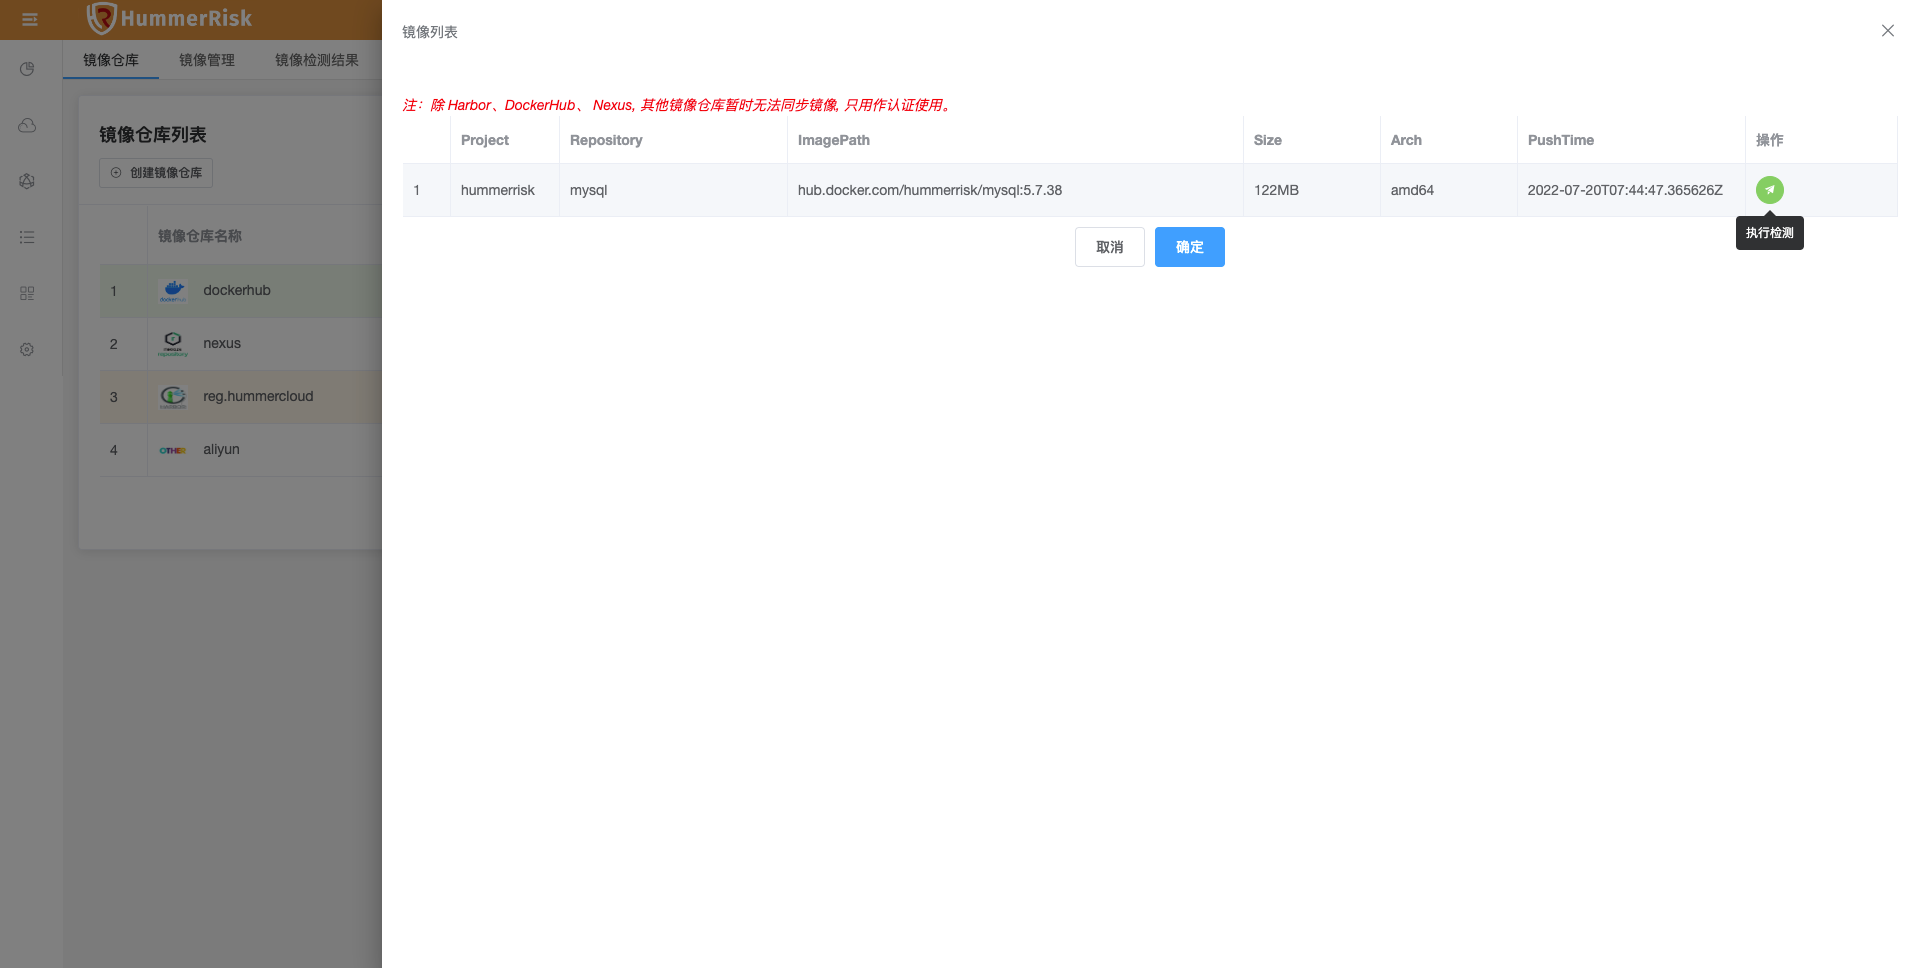 HummerRisk
镜像仓库 镜像管理 镜像检测结果
镜像仓库列表
创建镜像仓库
镜像仓库名称
1 dockerhub
2 nexus
3 reg.hummercloud
4 OTHER aliyun
镜像列表
注：除 Harbor、DockerHub、 Nexus, 其他镜像仓库暂时无法同步镜像, 只用作认证使用。
Project Repository ImagePath Size Arch PushTime 操作
1 hummerrisk mysql hub.docker.com/hummerrisk/mysql:5.7.38 122MB amd64 2022-07-20T07:44:47.365626Z
执行检测
取消 确定